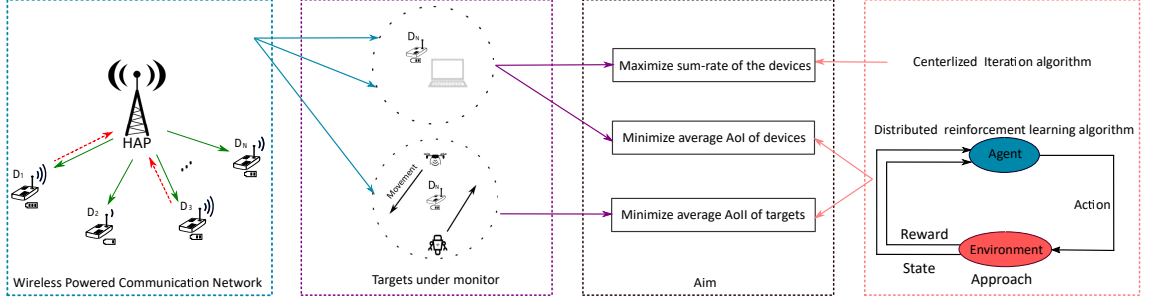 HAP
D1
D2
D3
DN
Wireless Powered Communication Network
DN
Movement
DN
Targets under monitor
Maximize sum-rate of the devices
Minimize average AoI of devices
Minimize average AoII of targets
Aim
Centerlized Iteration algorithm
Distributed reinforcement learning algorithm
Agent
Action
Reward
Environment
State
Approach